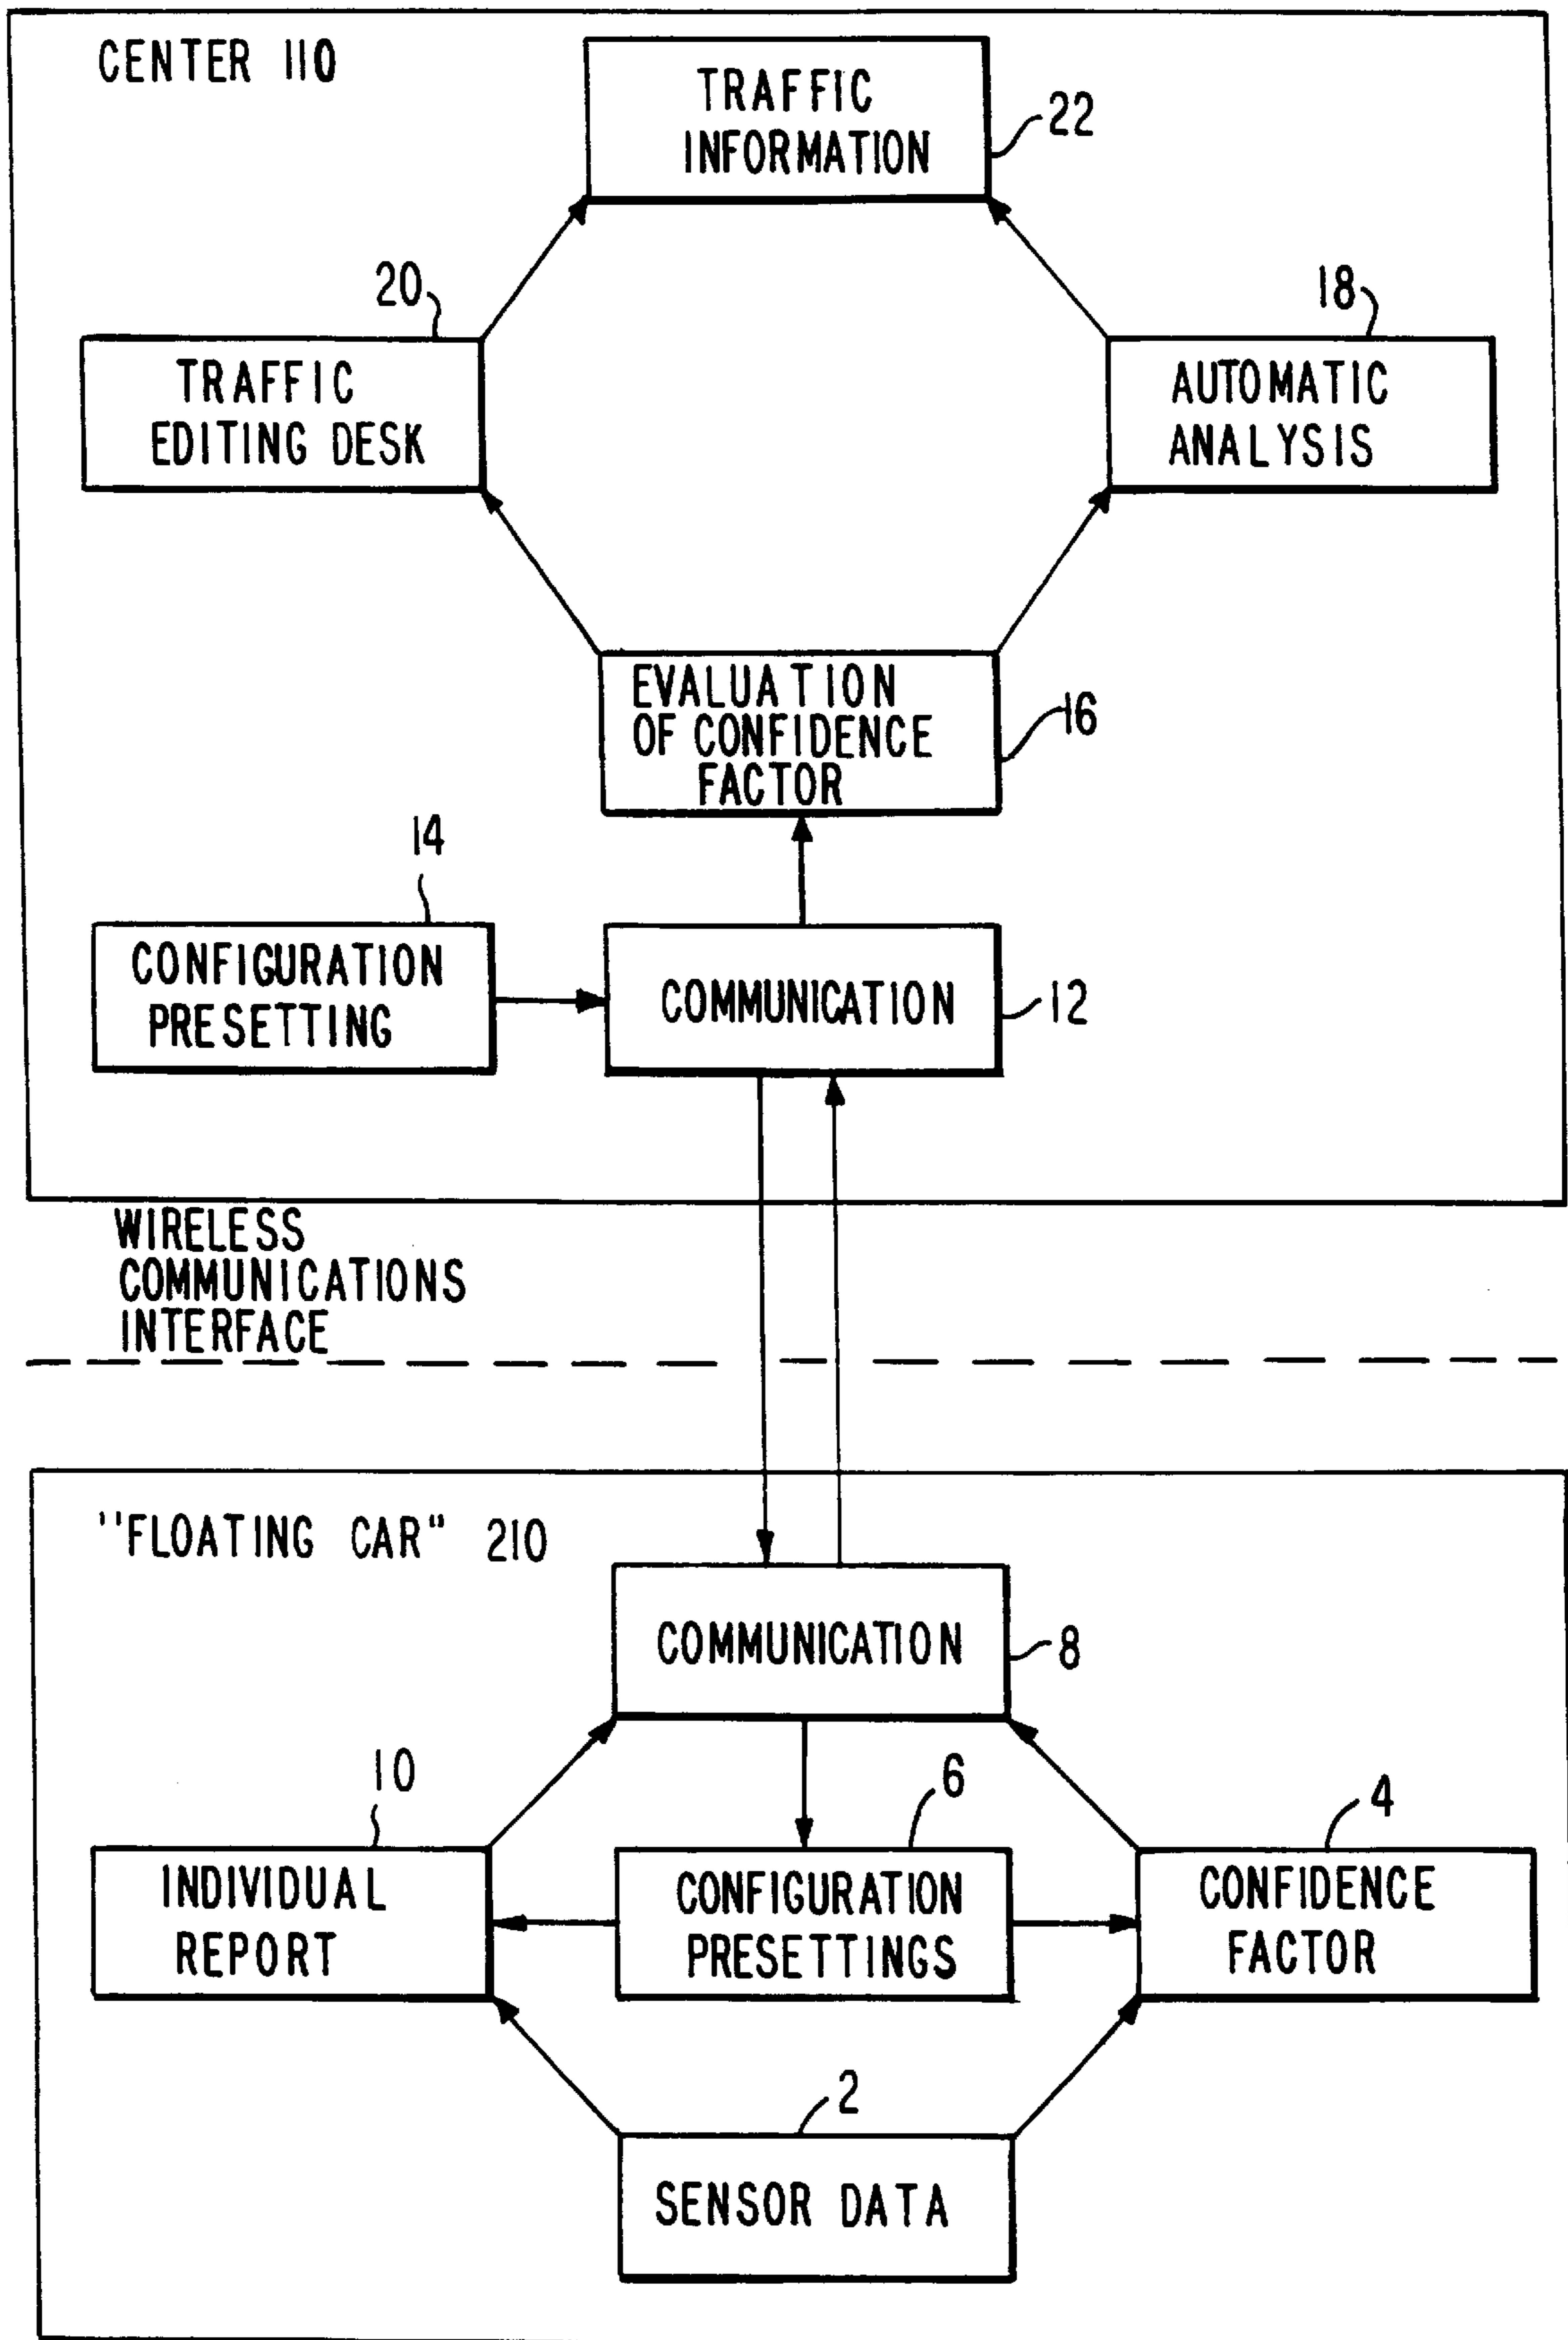 CENTER 110
TRAFFIC
INFORMATION
22
20
18
TRAFFIC
EDITING DESK
AUTOMATIC
ANALYSIS
EVALUATION
OF CONFIDENCE
FACTOR
16
14
CONFIGURATION
PRESETTING
COMMUNICATION
12
WIRELESS
COMMUNICATIONS
INTERFACE
"FLOATING CAR" 210
COMMUNICATION
8
10
6
4
INDIVIDUAL
REPORT
CONFIGURATION
PRESETTINGS
CONFIDENCE
FACTOR
2
SENSOR DATA